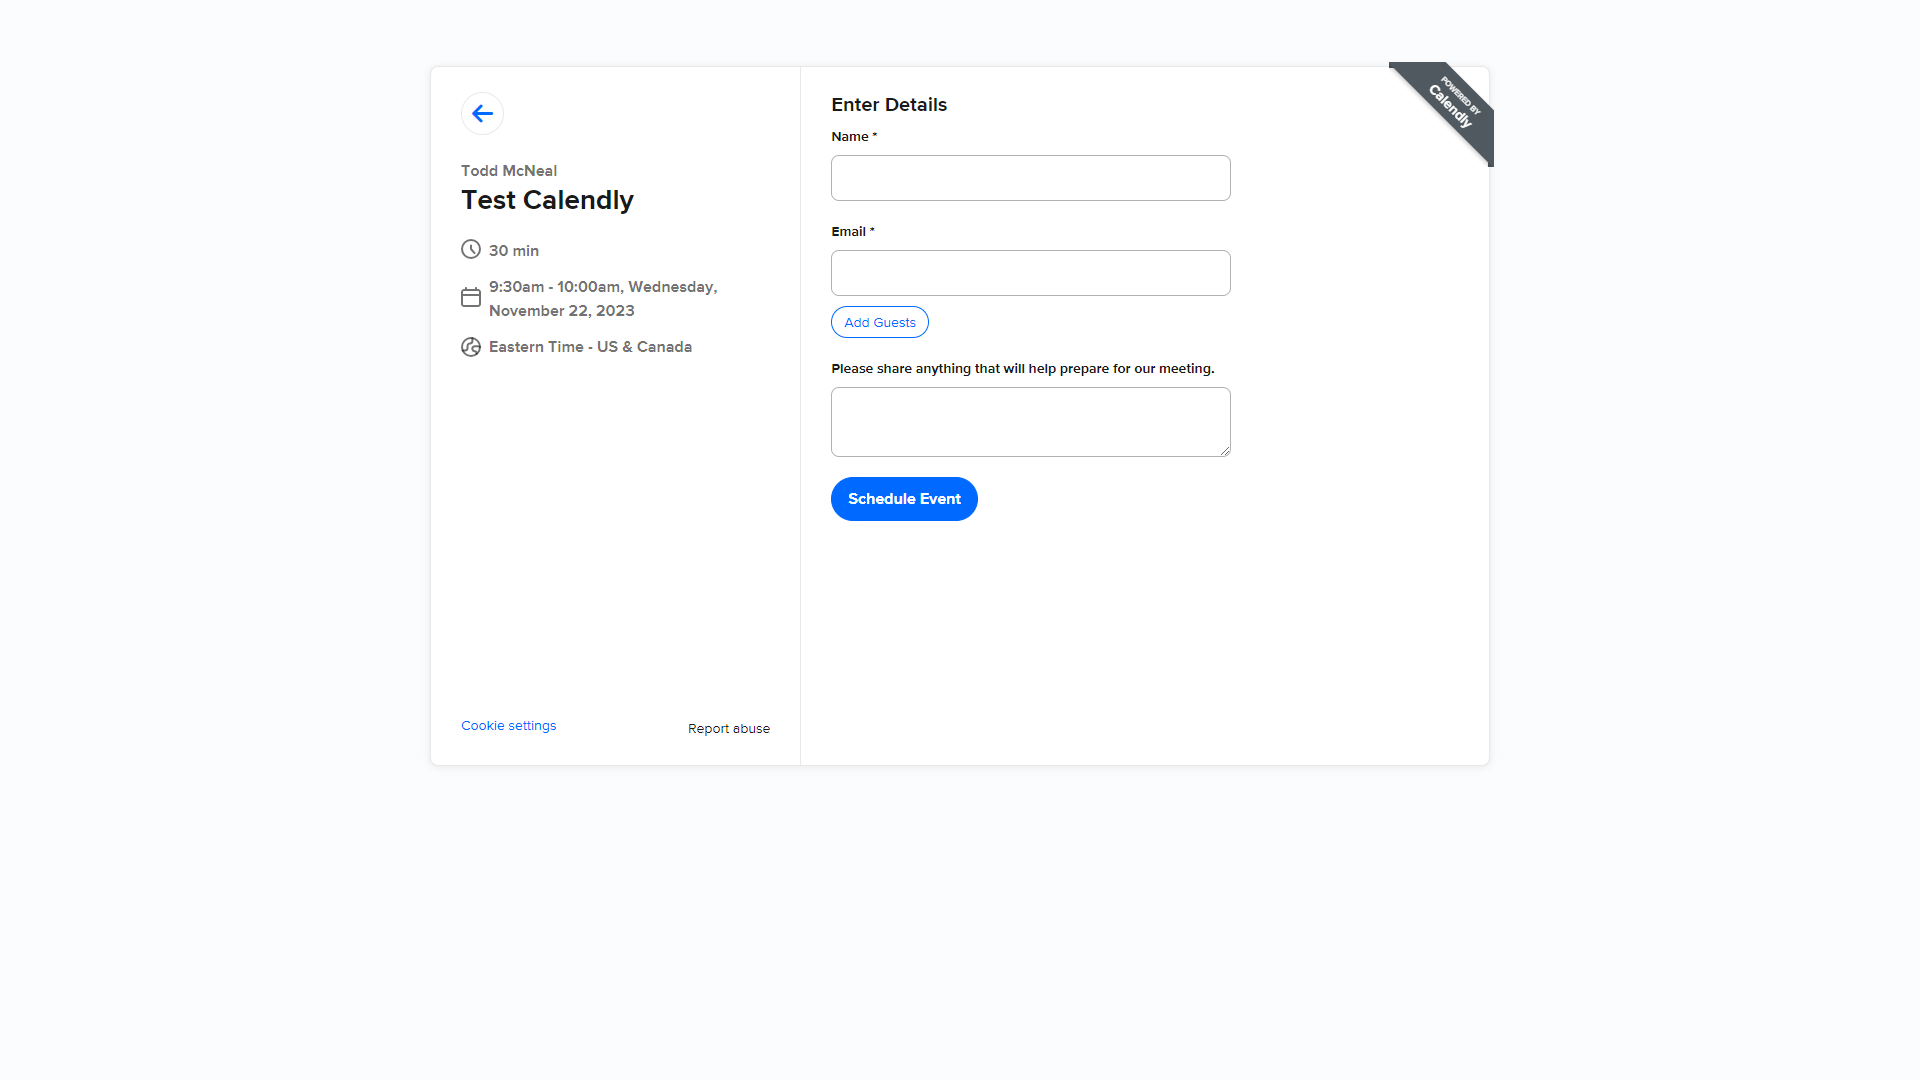 Todd McNeal
Test Calendly
30 min
9:30am - 10:00am, Wednesday,
November 22, 2023
Eastern Time - US & Canada
Cookie settings
Report abuse
Enter Details
Name *
Email *
Add Guests
Please share anything that will help prepare for our meeting.
Schedule Event
POWERED BY
Calendly